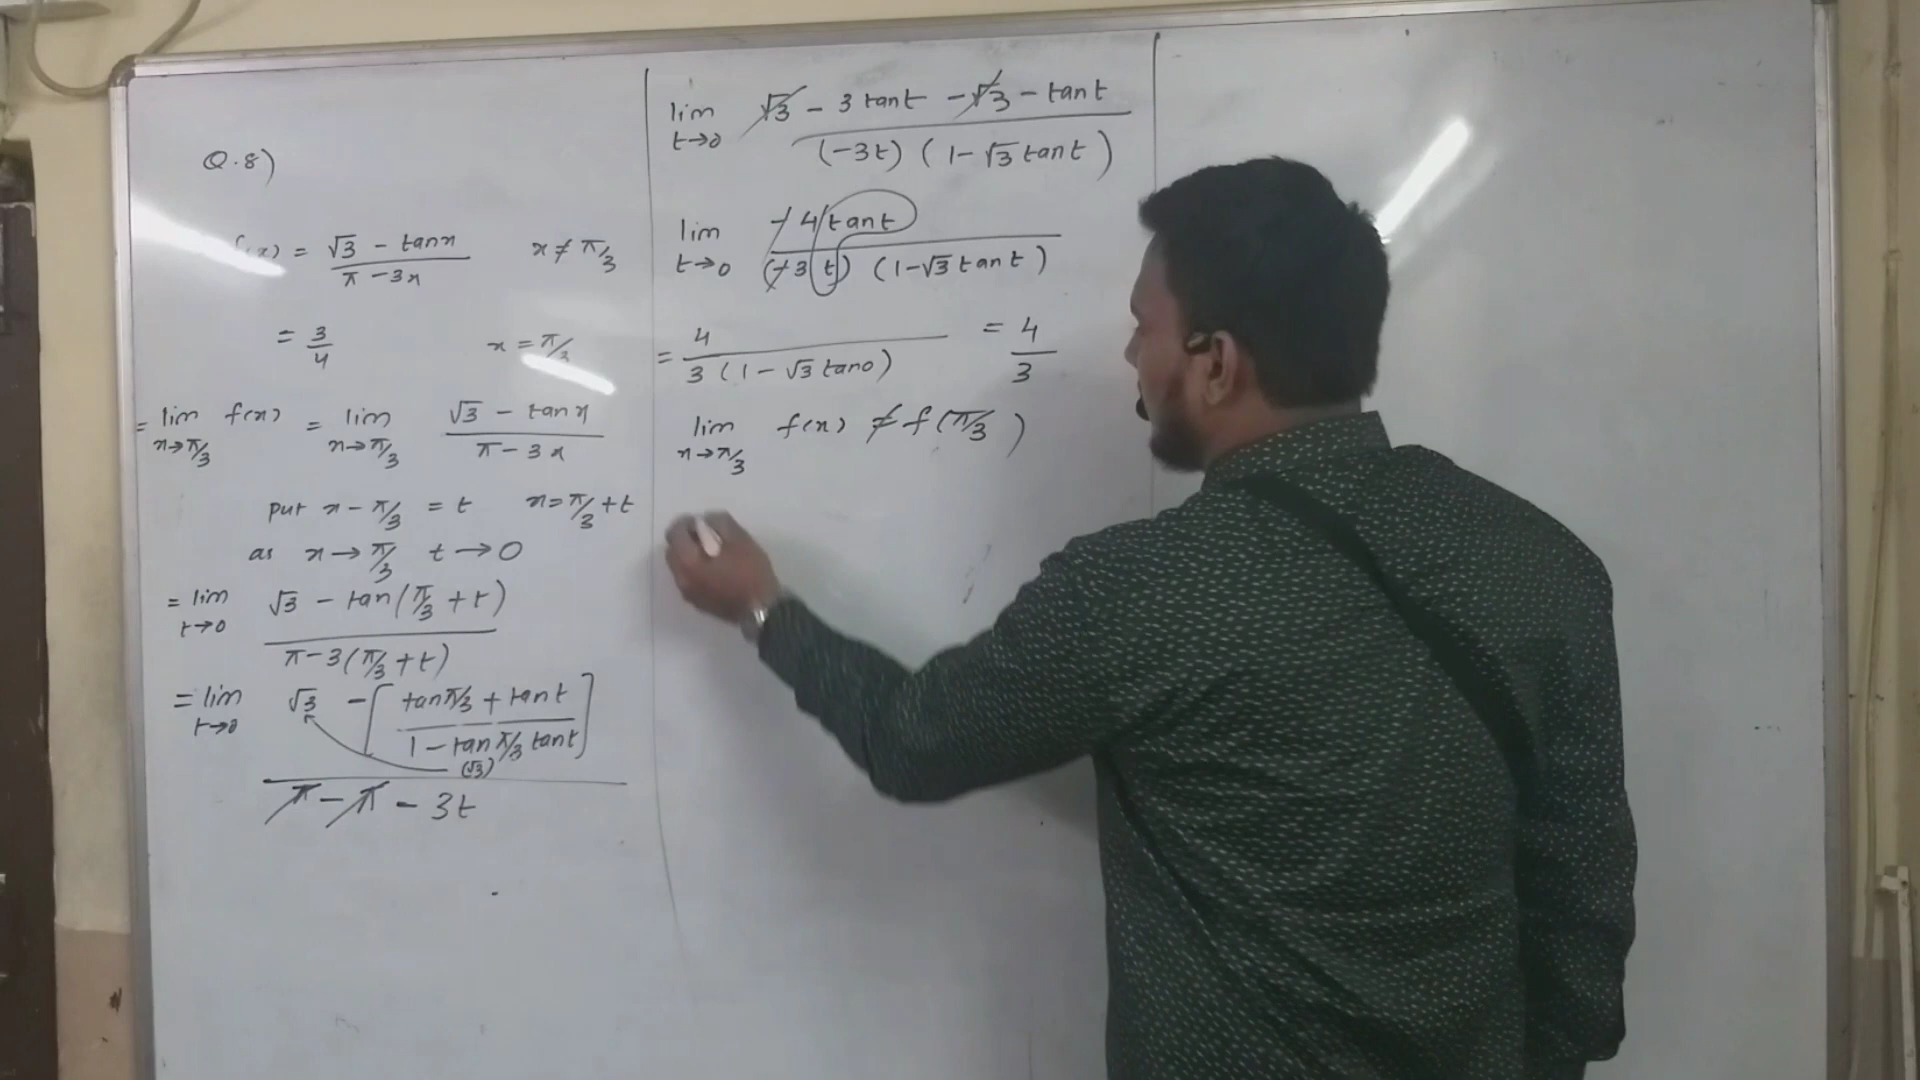 Q.8)
f(x) = √3 - tanx / π - 3x x ≠ π/3
= 3/4 x = π/3
= lim x→π/3 f(x) = lim x→π/3 √3 - tanx / π - 3x
put x - π/3 = t x = π/3 + t
as x → π/3 t → 0
= lim t→0 √3 - tan(π/3 + t) / π - 3(π/3 + t)
= lim t→0 √3 - [tanπ/3 + tant / 1 - tanπ/3 tant] / π - π - 3t
(√3)
lim t→0 √3 - 3tant - √3 - tant / (-3t) (1 - √3 tant)
lim t→0 -4 tant / (-3t) (1 - √3 tant)
= 4 / 3(1 - √3 tan0) = 4/3
lim x→π/3 f(x) ≠ f(π/3)